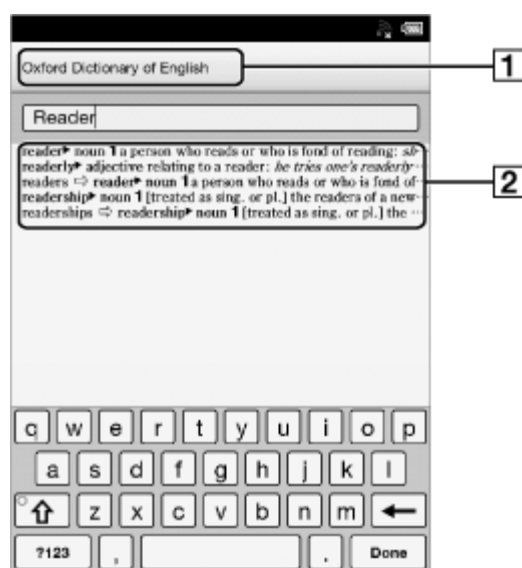 Oxford Dictionary of English
1
Reader
reader noun 1 a person who reads or who is fond of reading: sh
readerly adjective relating to a reader: he tries one's readerly ...
readers ⇨ reader noun 1 a person who reads or who is fond of
readership noun 1 [treated as sing. or pl.] the readers of a new
readerships ⇨ readership noun 1 [treated as sing. or pl.] the ...
2
q w e r t y u i o p
a s d f g h j k l
z x c v b n m
?123 , . Done